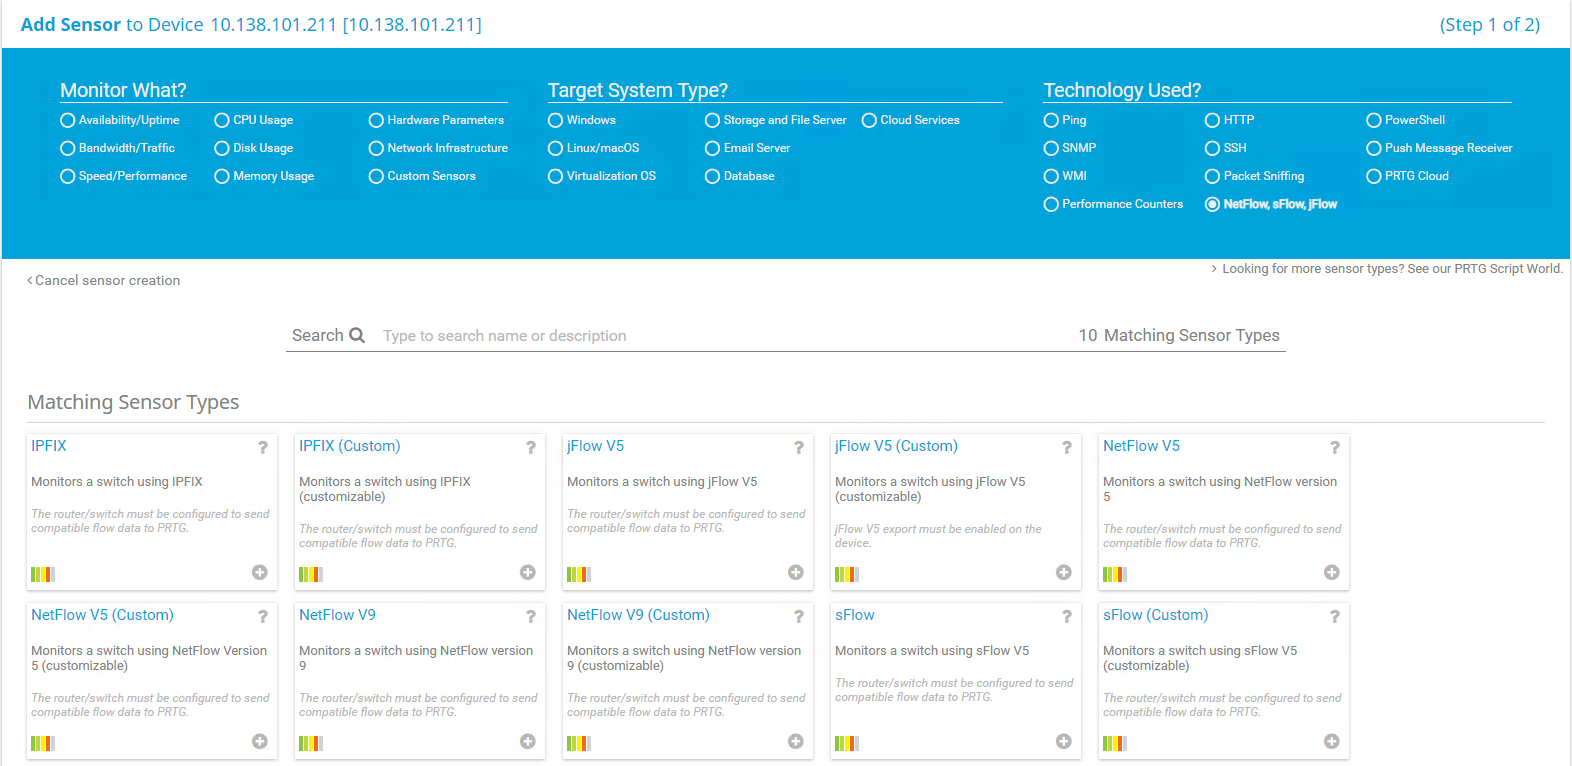 Add Sensor to Device 10.138.101.211 [10.138.101.211]
(Step 1 of 2)
Monitor What?
Availability/Uptime
CPU Usage
Hardware Parameters
Bandwidth/Traffic
Disk Usage
Network Infrastructure
Speed/Performance
Memory Usage
Custom Sensors
Target System Type?
Windows
Storage and File Server
Cloud Services
Linux/macOS
Email Server
Virtualization OS
Database
Technology Used?
Ping
HTTP
PowerShell
SNMP
SSH
Push Message Receiver
WMI
Packet Sniffing
PRTG Cloud
Performance Counters
NetFlow, sFlow, jFlow
Cancel sensor creation
Looking for more sensor types? See our PRTG Script World.
Search
Type to search name or description
10 Matching Sensor Types
Matching Sensor Types
IPFIX
?
Monitors a switch using IPFIX
The router/switch must be configured to send
compatible flow data to PRTG.
IPFIX (Custom)
?
Monitors a switch using IPFIX
(customizable)
The router/switch must be configured to send
compatible flow data to PRTG.
jFlow V5
?
Monitors a switch using jFlow V5
The router/switch must be configured to send
compatible flow data to PRTG.
jFlow V5 (Custom)
?
Monitors a switch using jFlow V5
(customizable)
jFlow V5 export must be enabled on the
device.
NetFlow V5
?
Monitors a switch using NetFlow version
5
The router/switch must be configured to send
compatible flow data to PRTG.
NetFlow V5 (Custom)
?
Monitors a switch using NetFlow Version
5 (customizable)
The router/switch must be configured to send
compatible flow data to PRTG.
NetFlow V9
?
Monitors a switch using NetFlow version
9
The router/switch must be configured to send
compatible flow data to PRTG.
NetFlow V9 (Custom)
?
Monitors a switch using NetFlow version
9 (customizable)
The router/switch must be configured to send
compatible flow data to PRTG.
sFlow
?
Monitors a switch using sFlow V5
The router/switch must be configured to send
compatible flow data to PRTG.
sFlow (Custom)
?
Monitors a switch using sFlow V5
(customizable)
The router/switch must be configured to send
compatible flow data to PRTG.